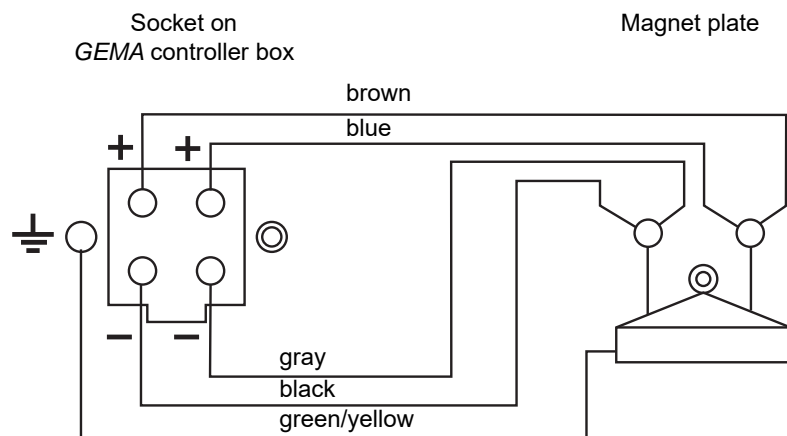 Socket on
GEMA controller box
Magnet plate
brown
blue
+ +
– –
gray
black
green/yellow